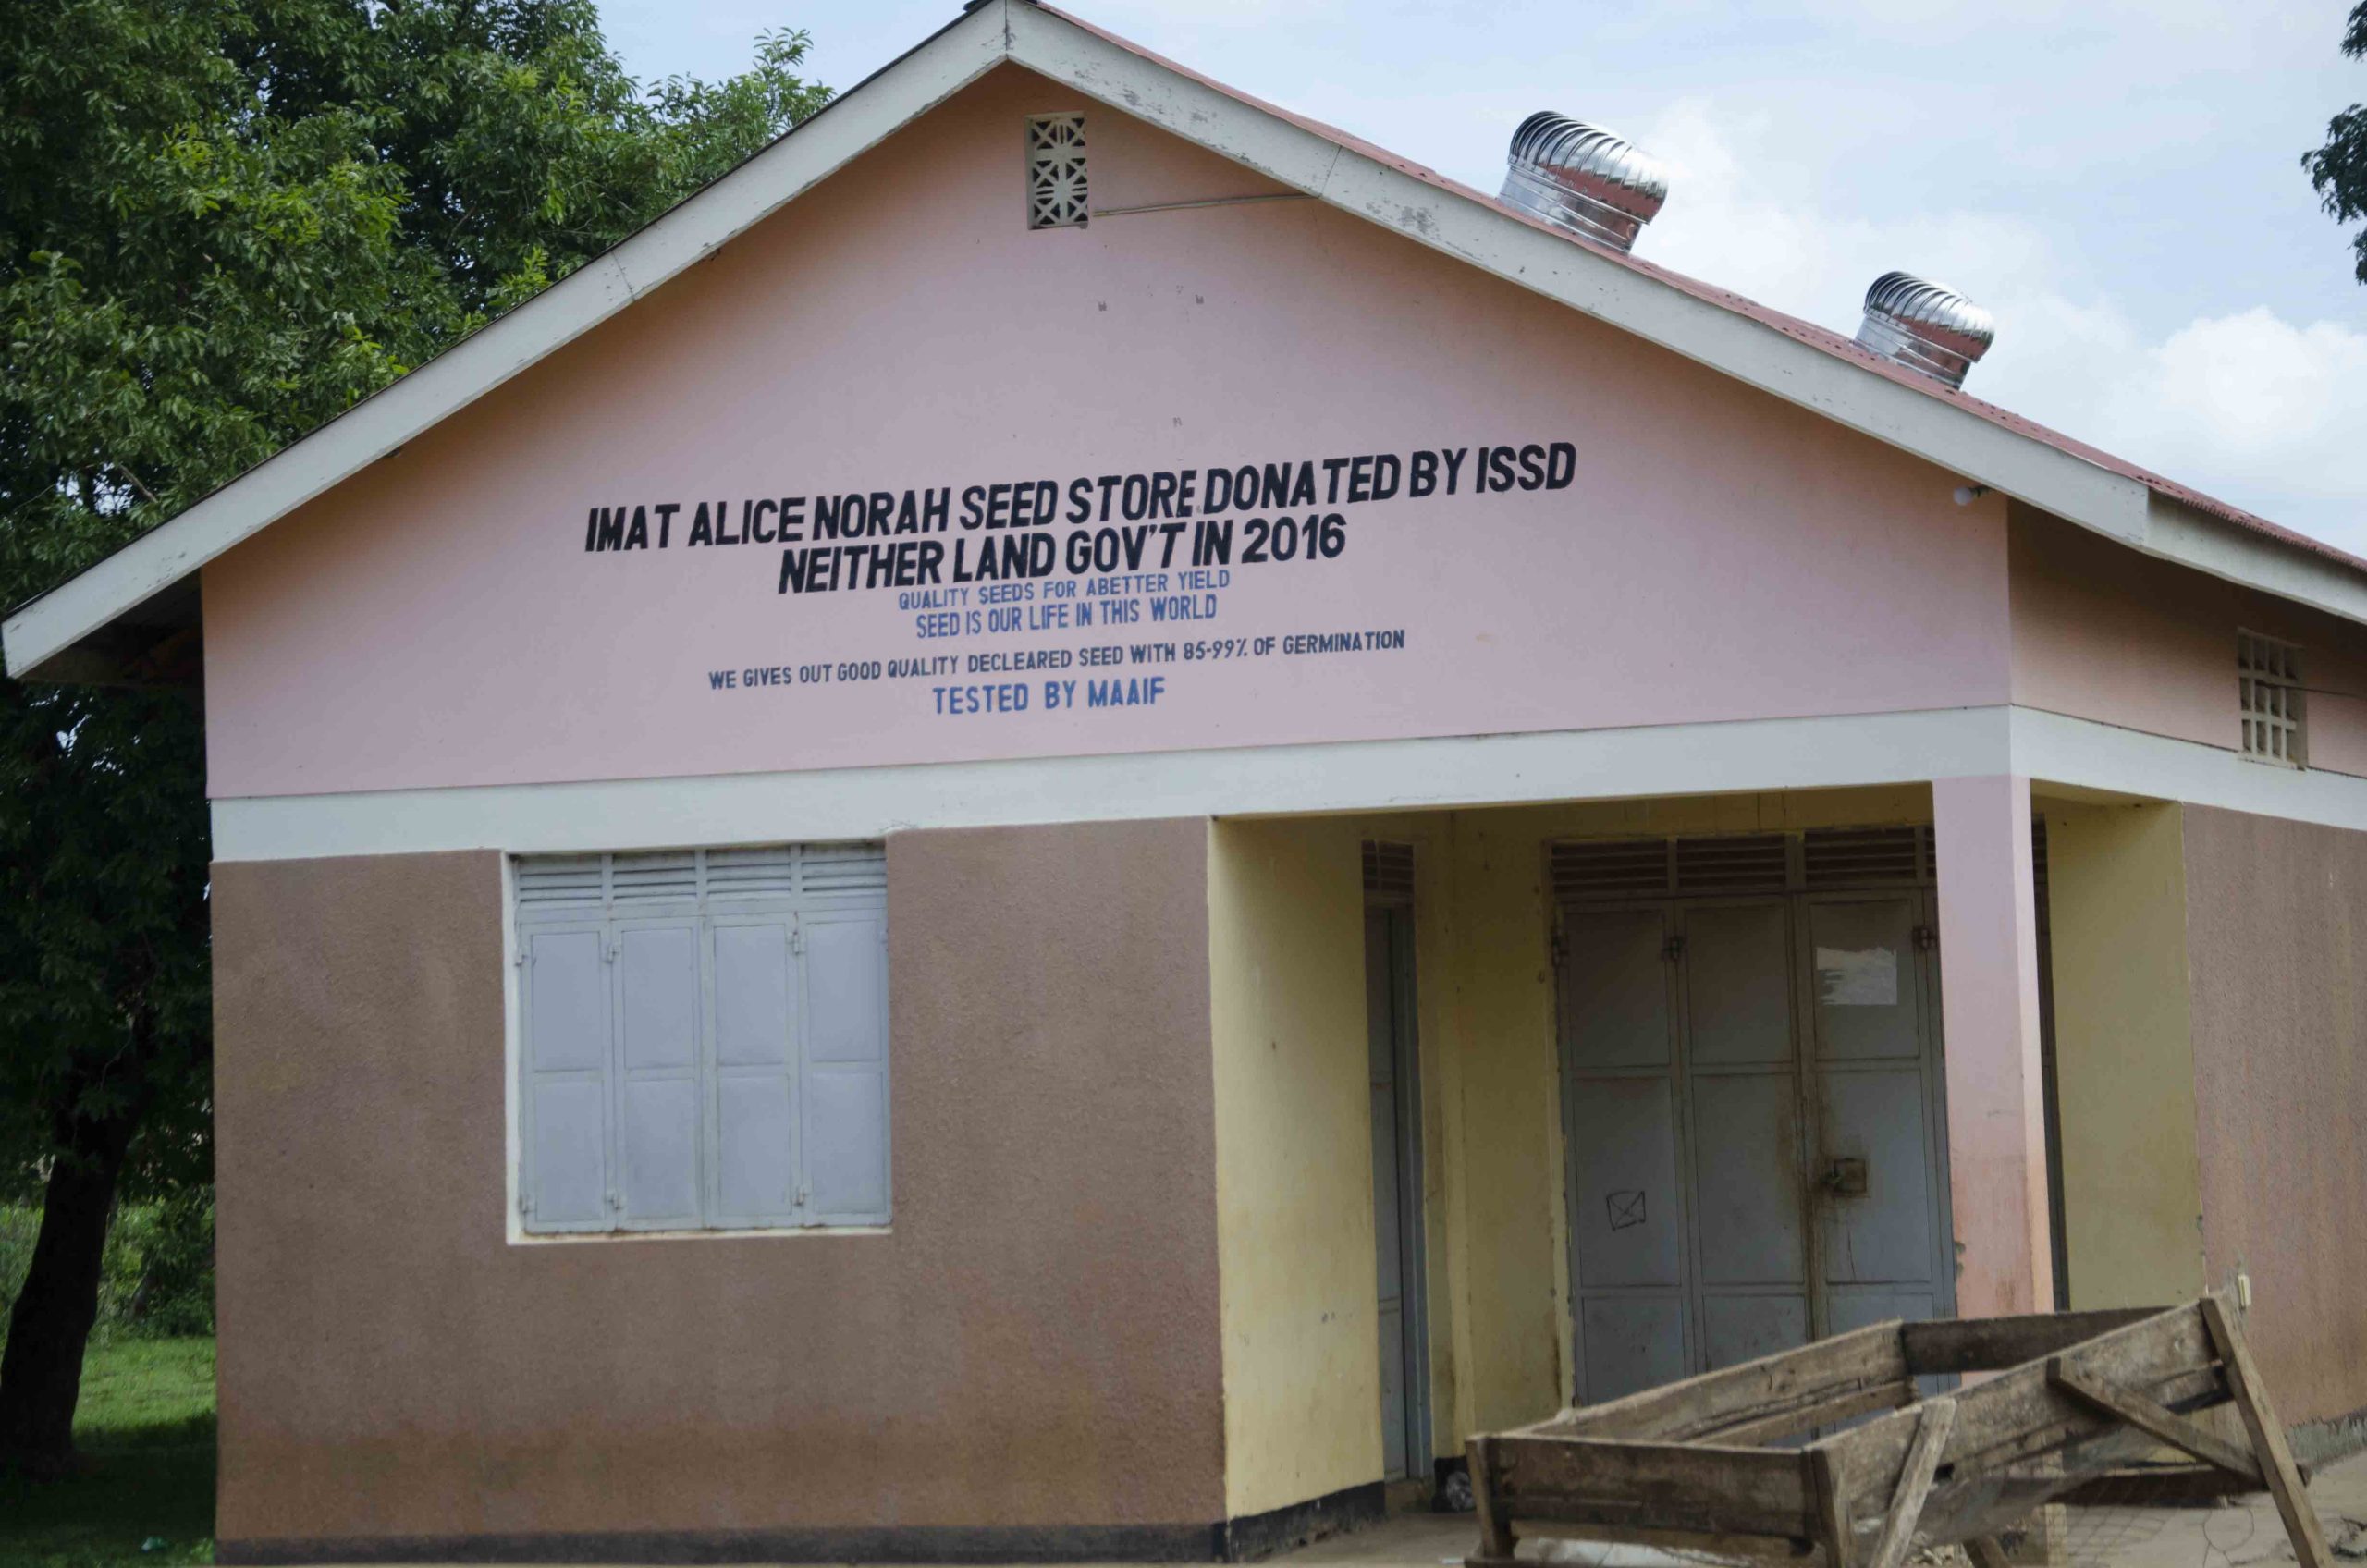 IMAT ALICE NORAH SEED STORE DONATED BY ISSD
NEITHER LAND GOV'T IN 2016
QUALITY SEEDS FOR ABETTER YIELD
SEED IS OUR LIFE IN THIS WORLD
WE GIVES OUT GOOD QUALITY DECLEARED SEED WITH 85-99% OF GERMINATION
TESTED BY MAAIF